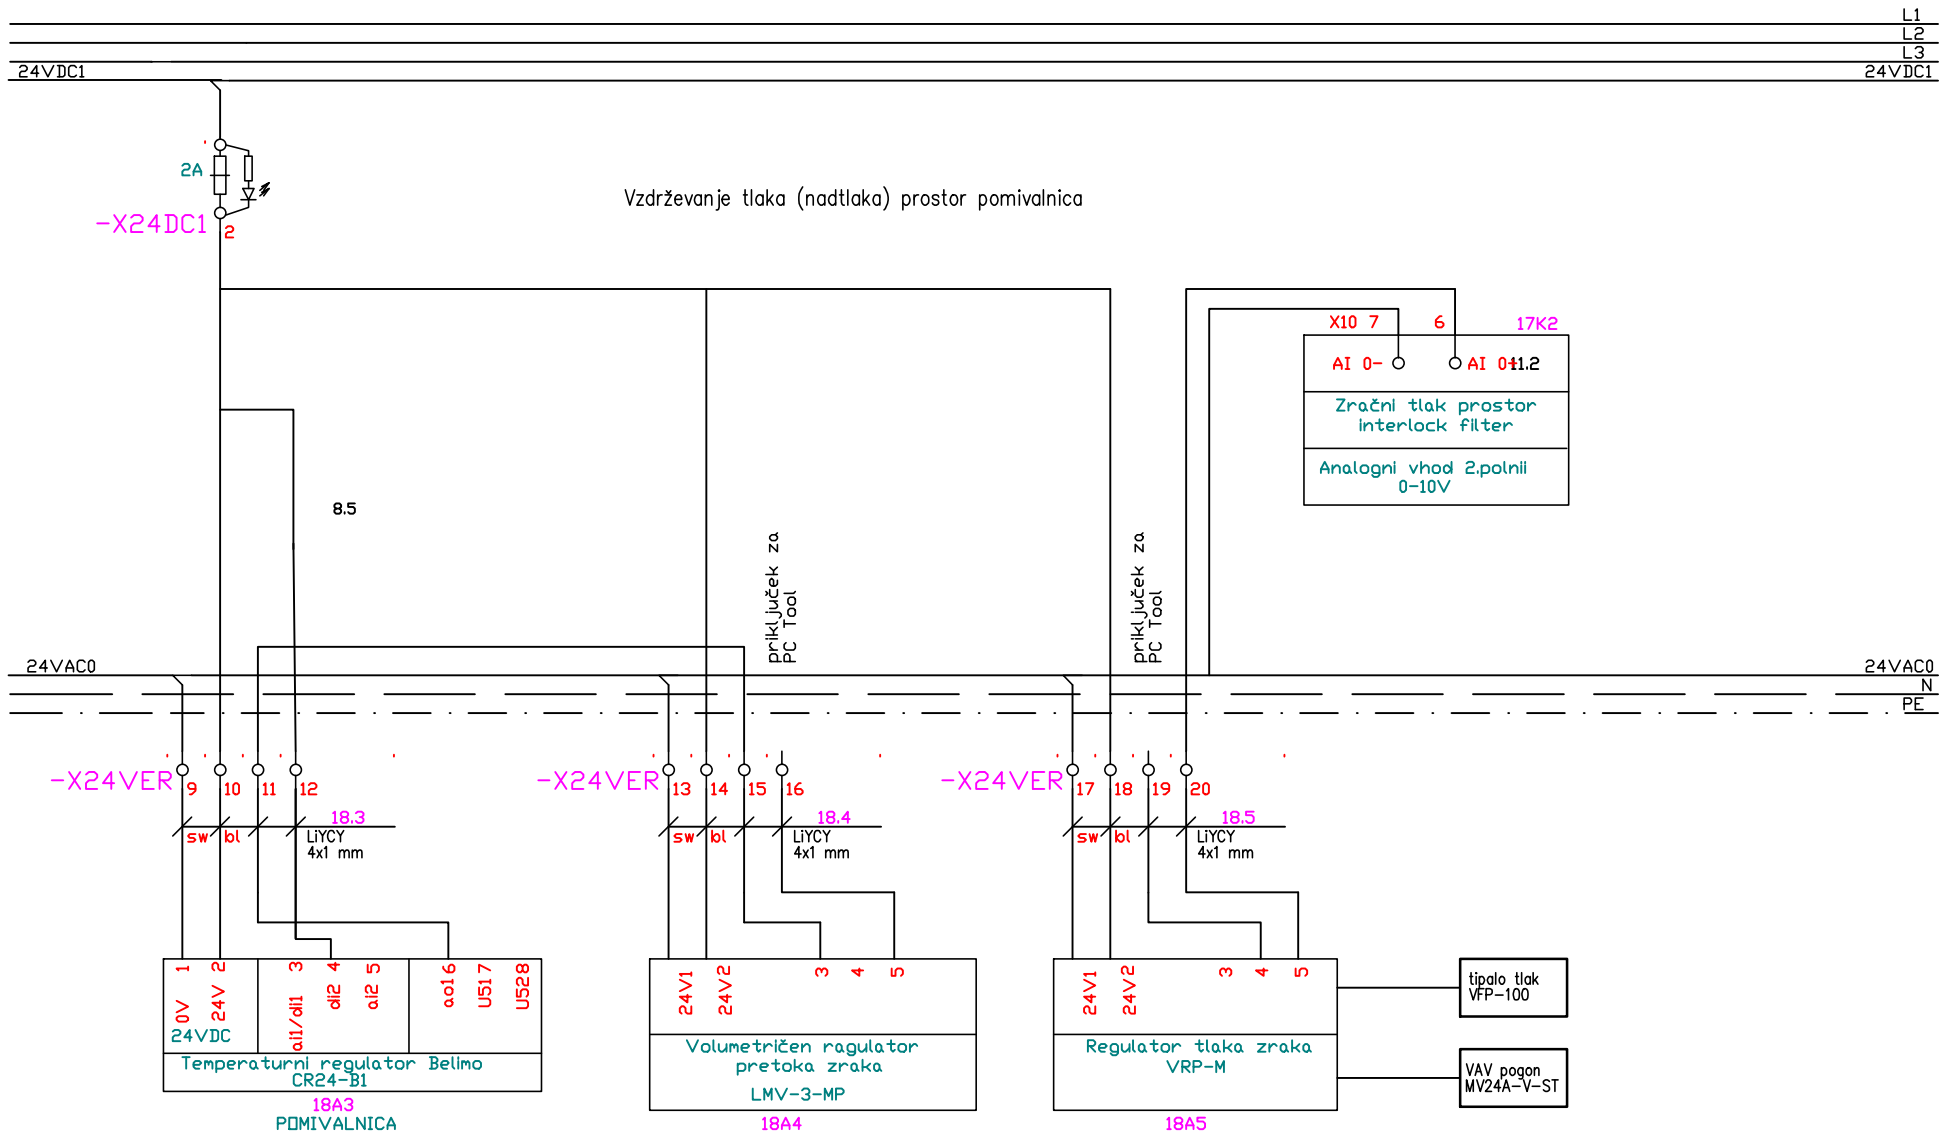 L1
L2
L3
24VDC1
24VDC1
2A
-X24DC1
2
Vzdrževanje tlaka (nadtlaka) prostor pomivalnica
X10 7
6
17K2
AI 0-
AI 0+
11.2
Zračni tlak prostor
interlock filter
Analogni vhod 2.polnii
0-10V
8.5
priključek za
PC Tool
priključek za
PC Tool
24VAC0
24VAC0
N
PE
-X24VER
9
10
11
12
-X24VER
13
14
15
16
-X24VER
17
18
19
20
sw
bl
18.3
LiYCY
4x1 mm
sw
bl
18.4
LiYCY
4x1 mm
sw
bl
18.5
LiYCY
4x1 mm
0V 1
24V 2
ai1/di1 3
di2 4
ai2 5
ao16
U517
U528
24VDC
Temperaturni regulator Belimo
CR24-B1
18A3
POMIVALNICA
24V1
24V2
3
4
5
Volumetričen ragulator
pretoka zraka
LMV-3-MP
18A4
24V1
24V2
3
4
5
Regulator tlaka zraka
VRP-M
18A5
tipalo tlak
VFP-100
VAV pogon
MV24A-V-ST